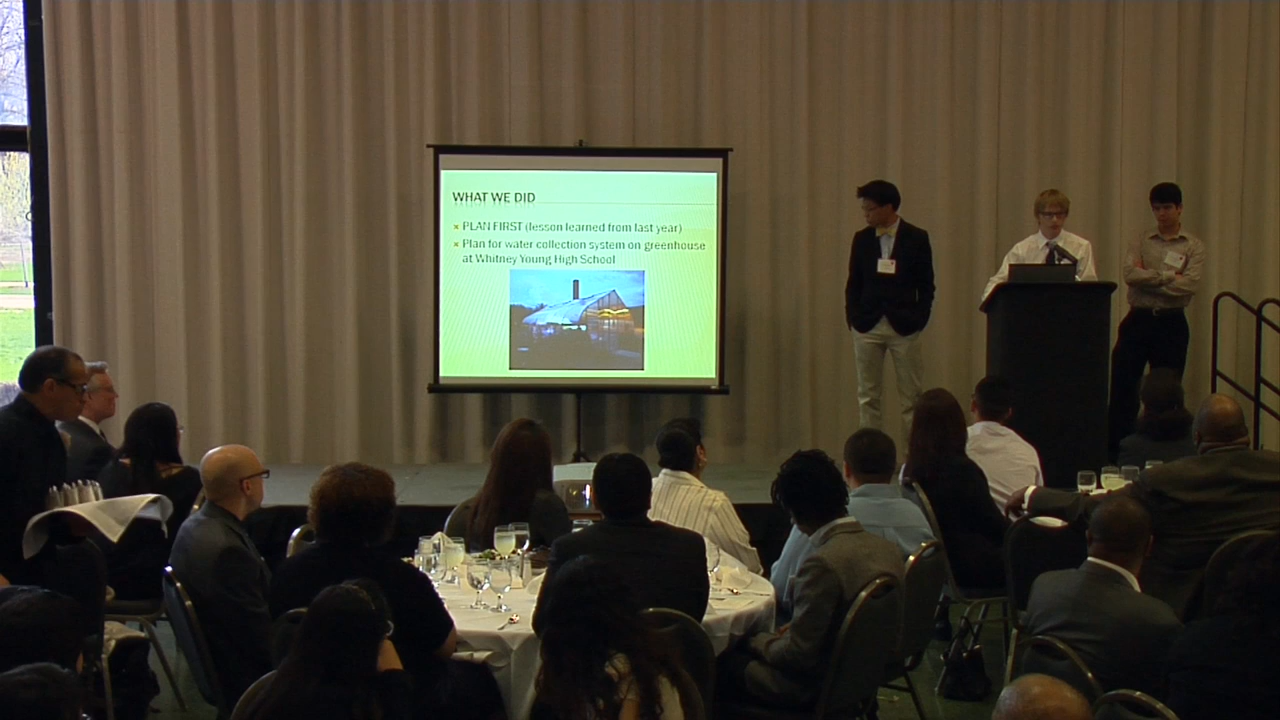 WHAT WE DID
PLAN FIRST (lesson learned from last year)
Plan for water collection system on greenhouse
at Whitney Young High School